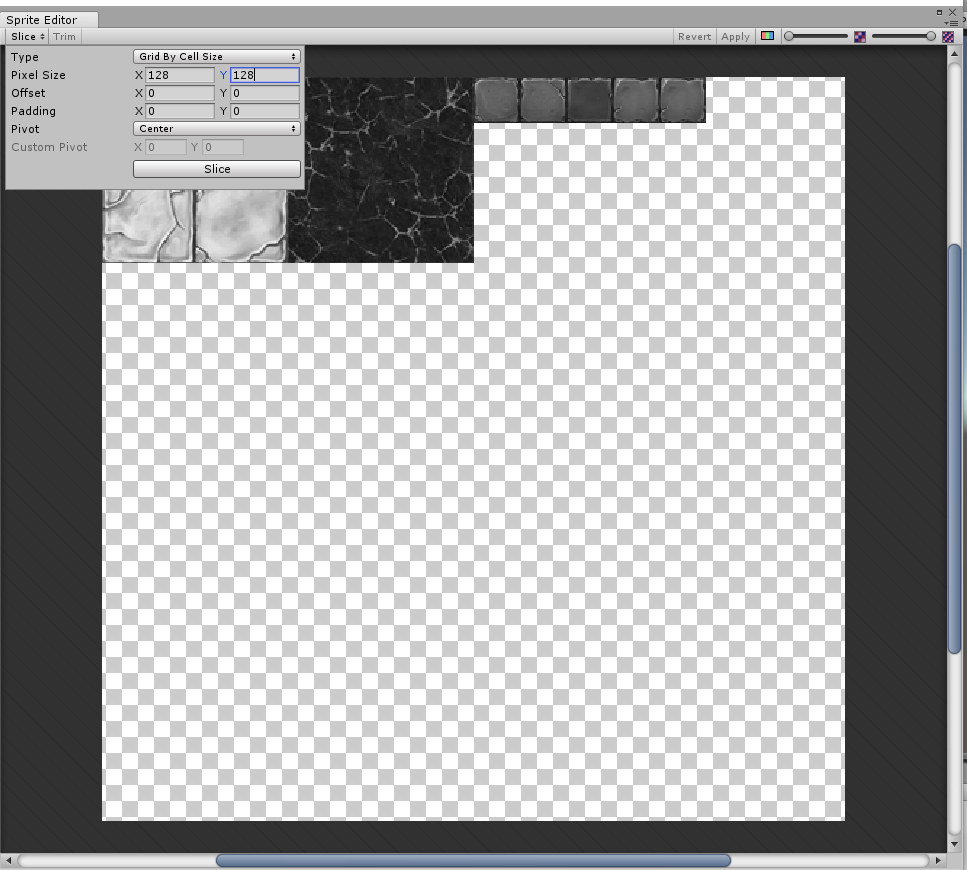 Sprite Editor
Slice Trim Revert Apply
Type Grid By Cell Size
Pixel Size X 128 Y 128
Offset X 0 Y 0
Padding X 0 Y 0
Pivot Center
Custom Pivot X 0 Y 0
Slice